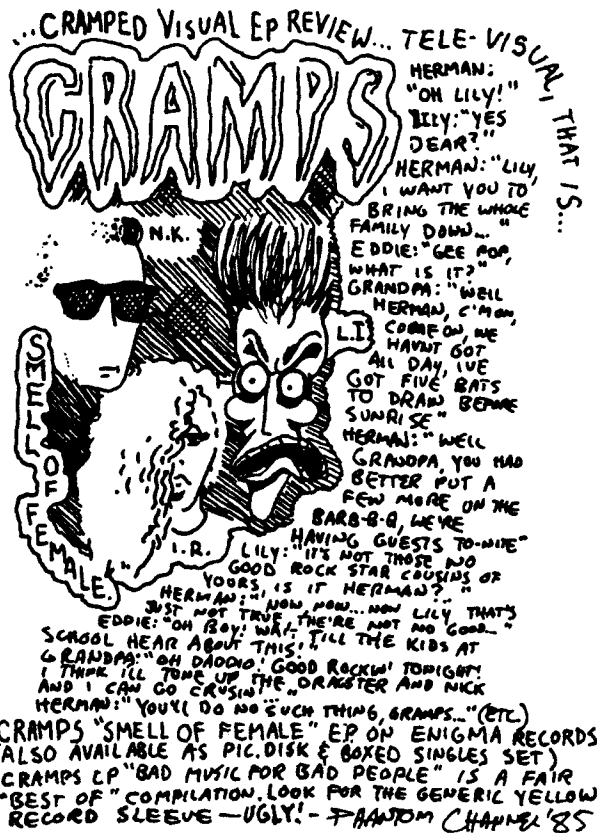 ...CRAMPED VISUAL EP REVIEW... TELE-VISUAL, THAT IS...
CRAMPS
HERMAN:
"OH LILY!"
LILY: "YES
DEAR?"
HERMAN: "LILY,
I WANT YOU TO
BRING THE WHOLE
FAMILY DOWN..."
EDDIE: "GEE POP,
WHAT IS IT?"
GRANDPA: "WELL
HERMAN, C'MON,
COME ON, WE
HAVNT GOT
ALL DAY, IVE
GOT FIVE BATS
TO DRAW BEFORE
SUNRISE"
HERMAN: "WELL
GRANDPA, YOU HAD
BETTER PUT A
FEW MORE ON THE
BARB-B-Q, WE'RE
HAVING GUESTS TO-NITE"
LILY: "IT'S NOT THOSE NO
GOOD ROCK STAR COUSINS OF
YOURS, IS IT HERMAN?"
HERMAN: "NOW, NOW... NOW LILY THAT'S
JUST NOT TRUE, THE'RE NOT NO GOOD..."
EDDIE: "OH BOY! WAIT TILL THE KIDS AT
SCHOOL HEAR ABOUT THIS!"
GRANDPA: "OH DADDIO! GOOD ROCKIN' TONIGHT!
I THINK I'LL TUNE UP THE DRAGSTER AND NICK
AND I CAN GO CRUSIN'!"
HERMAN: "YOU'LL DO NO SUCH THING, GRAMPS..." (ETC)
CRAMPS "SMELL OF FEMALE" EP ON ENIGMA RECORDS
(ALSO AVAILABLE AS PIC. DISK & BOXED SINGLES SET)
CRAMPS LP "BAD MUSIC FOR BAD PEOPLE" IS A FAIR
"BEST OF" COMPILATION. LOOK FOR THE GENERIC YELLOW
RECORD SLEEVE — UGLY! - PHANTOM CHANNEL '85
N.K.
L.I.
I.R.
SMELL OF FEMALE.